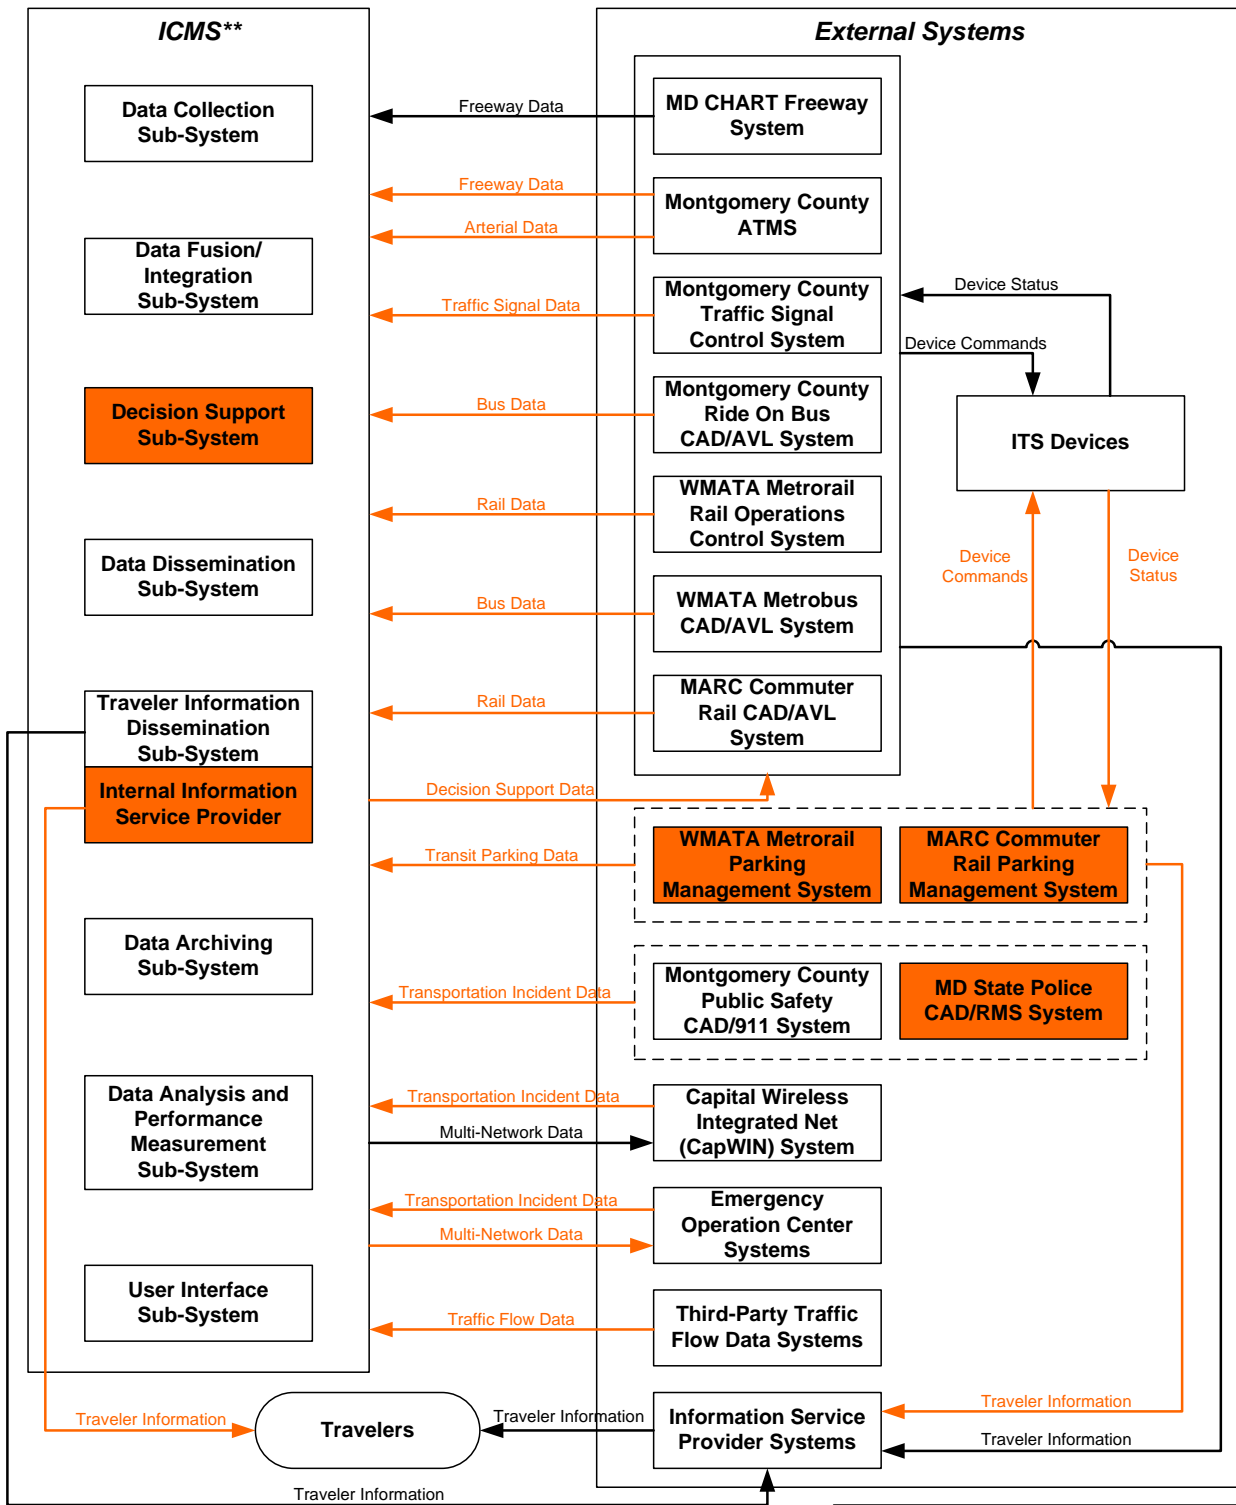 ICMS**
External Systems
Data Collection
Sub-System
Freeway Data
MD CHART Freeway
System
Freeway Data
Arterial Data
Montgomery County
ATMS
Data Fusion/
Integration
Sub-System
Traffic Signal Data
Montgomery County
Traffic Signal
Control System
Device Status
Device Commands
Decision Support
Sub-System
Bus Data
Montgomery County
Ride On Bus
CAD/AVL System
ITS Devices
Rail Data
WMATA Metrorail
Rail Operations
Control System
Device
Commands
Device
Status
Data Dissemination
Sub-System
Bus Data
WMATA Metrobus
CAD/AVL System
Traveler Information
Dissemination
Sub-System
Rail Data
MARC Commuter
Rail CAD/AVL
System
Internal Information
Service Provider
Decision Support Data
Transit Parking Data
WMATA Metrorail
Parking
Management System
MARC Commuter
Rail Parking
Management System
Data Archiving
Sub-System
Transportation Incident Data
Montgomery County
Public Safety
CAD/911 System
MD State Police
CAD/RMS System
Data Analysis and
Performance
Measurement
Sub-System
Transportation Incident Data
Multi-Network Data
Capital Wireless
Integrated Net
(CapWIN) System
Transportation Incident Data
Multi-Network Data
Emergency
Operation Center
Systems
User Interface
Sub-System
Traffic Flow Data
Third-Party Traffic
Flow Data Systems
Traveler Information
Travelers
Traveler Information
Information Service
Provider Systems
Traveler Information
Traveler Information
Traveler Information